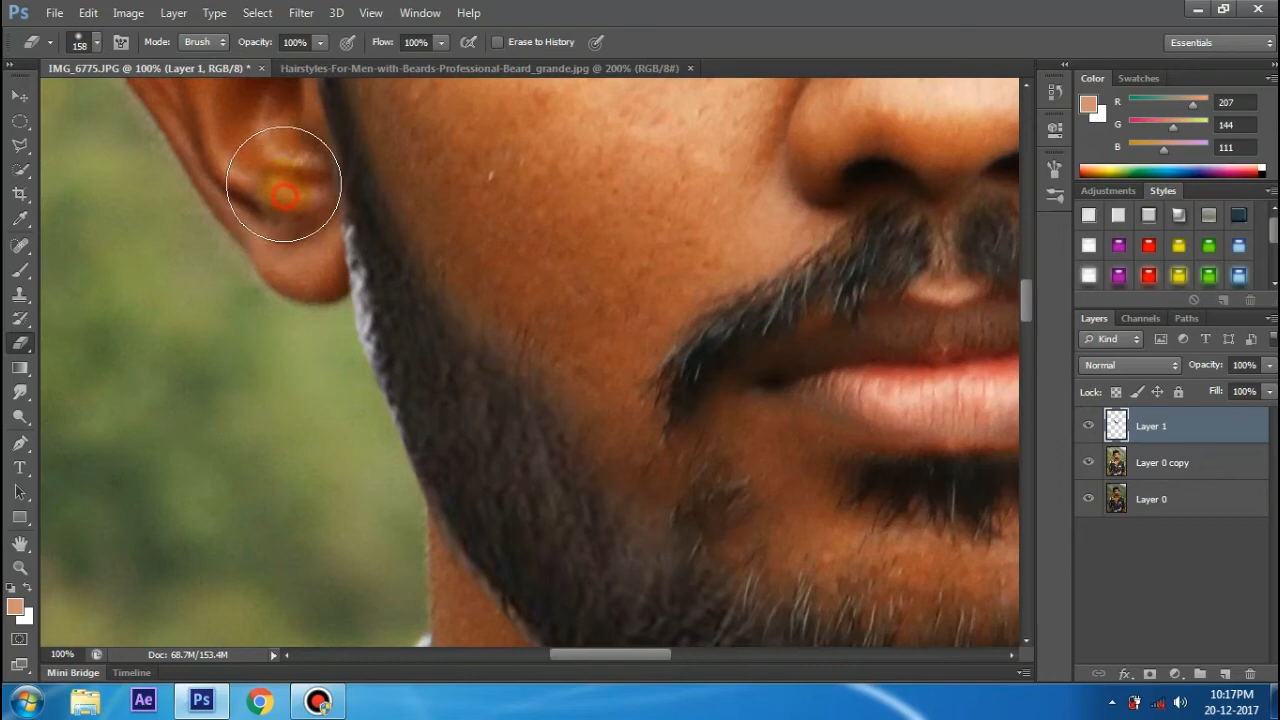 Ps File Edit Image Layer Type Select Filter 3D View Window Help
158 Mode: Brush Opacity: 100% Flow: 100% Erase to History Essentials
IMG_6775.JPG @ 100% (Layer 1, RGB/8) * × Hairstyles-For-Men-with-Beards-Professional-Beard_grande.jpg @ 200% (RGB/8#) ×
Color Swatches
R 207
G 144
B 111
Adjustments Styles
Layers Channels Paths
Kind
Normal Opacity: 100%
Lock: Fill: 100%
Layer 1
Layer 0 copy
Layer 0
100% Doc: 68.7M/153.4M
Mini Bridge Timeline
Ae Ps
10:17PM
20-12-2017